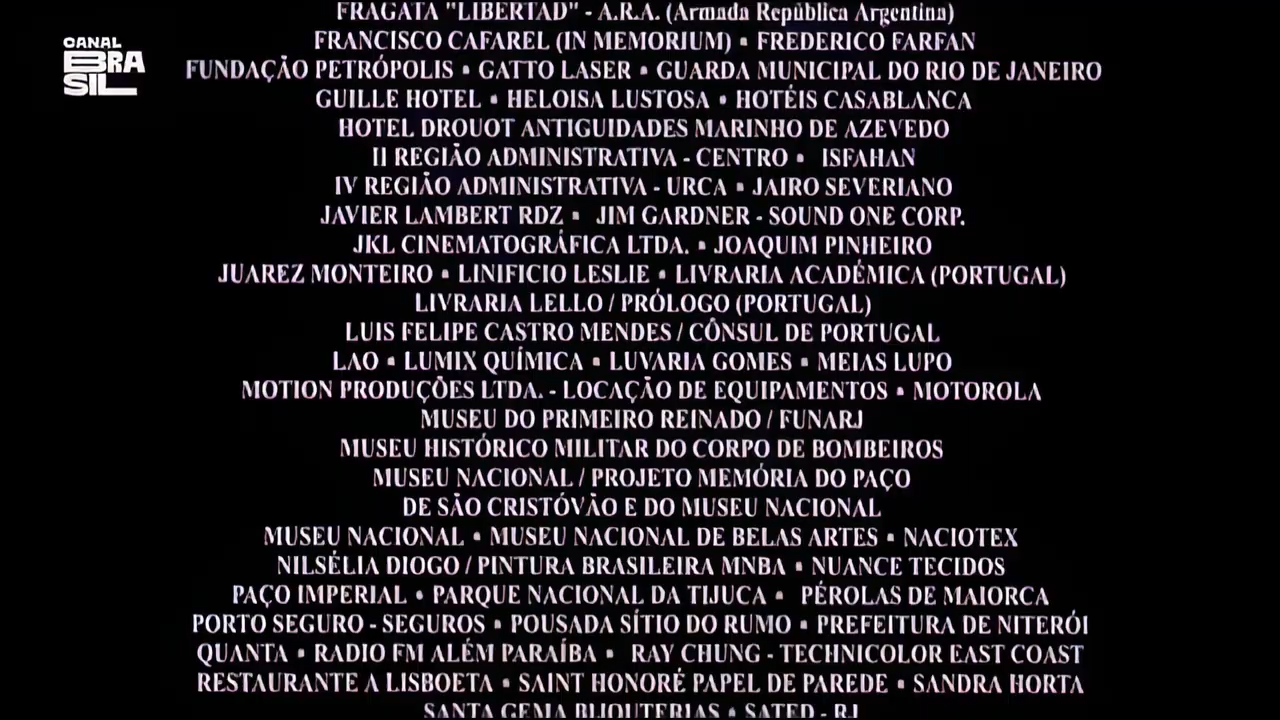 CANAL
BRA
SIL
FRAGATA "LIBERTAD" - A.R.A. (Armada República Argentina)
FRANCISCO CAFAREL (IN MEMORIUM) ▪ FREDERICO FARFAN
FUNDAÇÃO PETRÓPOLIS ▪ GATTO LASER ▪ GUARDA MUNICIPAL DO RIO DE JANEIRO
GUILLE HOTEL ▪ HELOISA LUSTOSA ▪ HOTÉIS CASABLANCA
HOTEL DROUOT ANTIGUIDADES MARINHO DE AZEVEDO
II REGIÃO ADMINISTRATIVA - CENTRO ▪ ISFAHAN
IV REGIÃO ADMINISTRATIVA - URCA ▪ JAIRO SEVERIANO
JAVIER LAMBERT RDZ ▪ JIM GARDNER - SOUND ONE CORP.
JKL CINEMATOGRÁFICA LTDA. ▪ JOAQUIM PINHEIRO
JUAREZ MONTEIRO ▪ LINIFICIO LESLIE ▪ LIVRARIA ACADÉMICA (PORTUGAL)
LIVRARIA LELLO / PRÓLOGO (PORTUGAL)
LUIS FELIPE CASTRO MENDES / CÔNSUL DE PORTUGAL
LAO ▪ LUMIX QUÍMICA ▪ LUVARIA GOMES ▪ MEIAS LUPO
MOTION PRODUÇÕES LTDA. - LOCAÇÃO DE EQUIPAMENTOS ▪ MOTOROLA
MUSEU DO PRIMEIRO REINADO / FUNARJ
MUSEU HISTÓRICO MILITAR DO CORPO DE BOMBEIROS
MUSEU NACIONAL / PROJETO MEMÓRIA DO PAÇO
DE SÃO CRISTÓVÃO E DO MUSEU NACIONAL
MUSEU NACIONAL ▪ MUSEU NACIONAL DE BELAS ARTES ▪ NACIOTEX
NILSÉLIA DIOGO / PINTURA BRASILEIRA MNBA ▪ NUANCE TECIDOS
PAÇO IMPERIAL ▪ PARQUE NACIONAL DA TIJUCA ▪ PÉROLAS DE MAIORCA
PORTO SEGURO - SEGUROS ▪ POUSADA SÍTIO DO RUMO ▪ PREFEITURA DE NITERÓI
QUANTA ▪ RADIO FM ALÉM PARAÍBA ▪ RAY CHUNG - TECHNICOLOR EAST COAST
RESTAURANTE A LISBOETA ▪ SAINT HONORÉ PAPEL DE PAREDE ▪ SANDRA HORTA
SANTA GEMA BIJOUTERIAS ▪ SATED - RJ